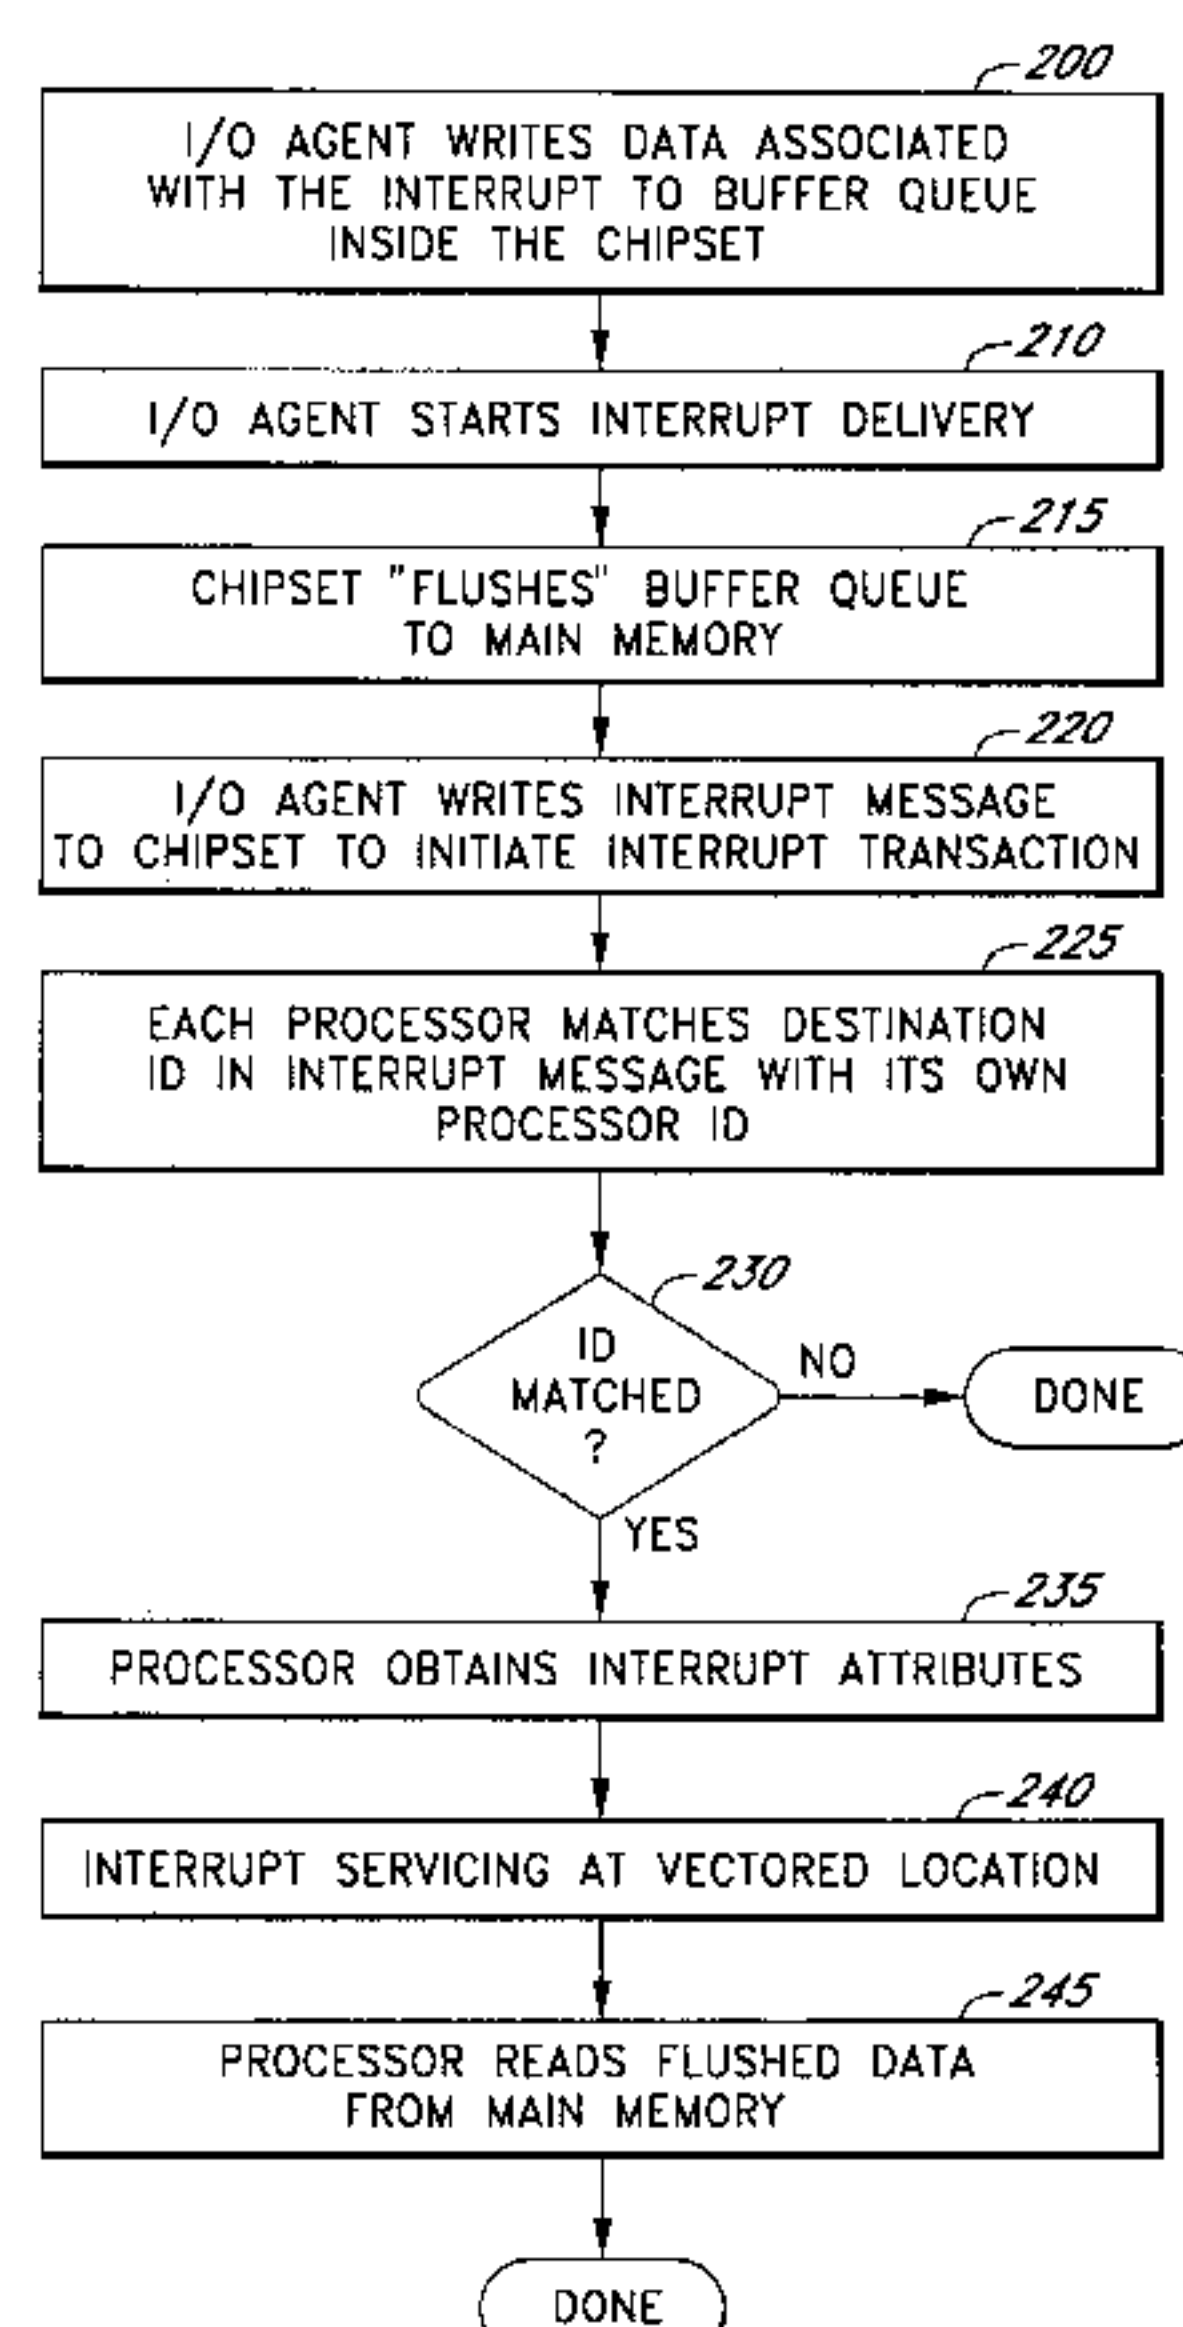 200
I/O AGENT WRITES DATA ASSOCIATED
WITH THE INTERRUPT TO BUFFER QUEUE
INSIDE THE CHIPSET
210
I/O AGENT STARTS INTERRUPT DELIVERY
215
CHIPSET "FLUSHES" BUFFER QUEUE
TO MAIN MEMORY
220
I/O AGENT WRITES INTERRUPT MESSAGE
TO CHIPSET TO INITIATE INTERRUPT TRANSACTION
225
EACH PROCESSOR MATCHES DESTINATION
ID IN INTERRUPT MESSAGE WITH ITS OWN
PROCESSOR ID
230
ID
MATCHED
?
NO
DONE
YES
235
PROCESSOR OBTAINS INTERRUPT ATTRIBUTES
240
INTERRUPT SERVICING AT VECTORED LOCATION
245
PROCESSOR READS FLUSHED DATA
FROM MAIN MEMORY
DONE